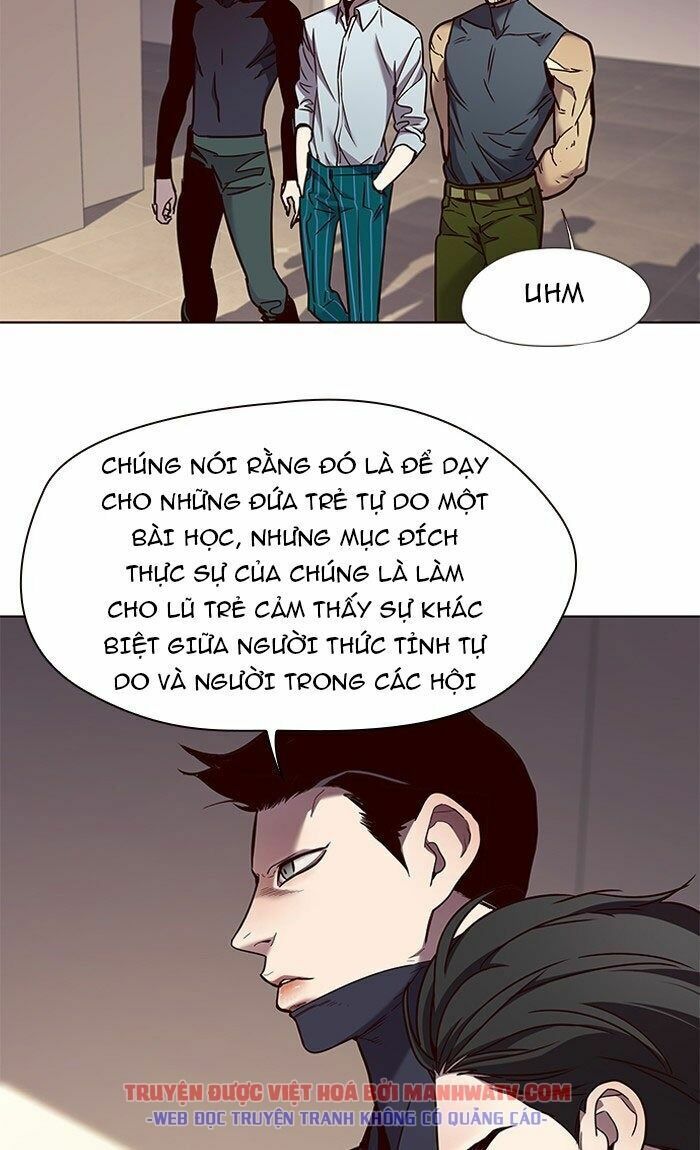 UHM
CHÚNG NÓI RẰNG ĐÓ LÀ ĐỂ DẠY
CHO NHỮNG ĐỨA TRẺ TỰ DO MỘT
BÀI HỌC, NHƯNG MỤC ĐÍCH
THỰC SỰ CỦA CHÚNG LÀ LÀM
CHO LŨ TRẺ CẢM THẤY SỰ KHÁC
BIỆT GIỮA NGƯỜI THỨC TỈNH TỰ
DO VÀ NGƯỜI TRONG CÁC HỘI
TRUYỆN ĐƯỢC VIỆT HOÁ BỞI MANHWATV.COM
-WEB ĐỌC TRUYỆN TRANH KHÔNG CÓ QUẢNG CÁO-